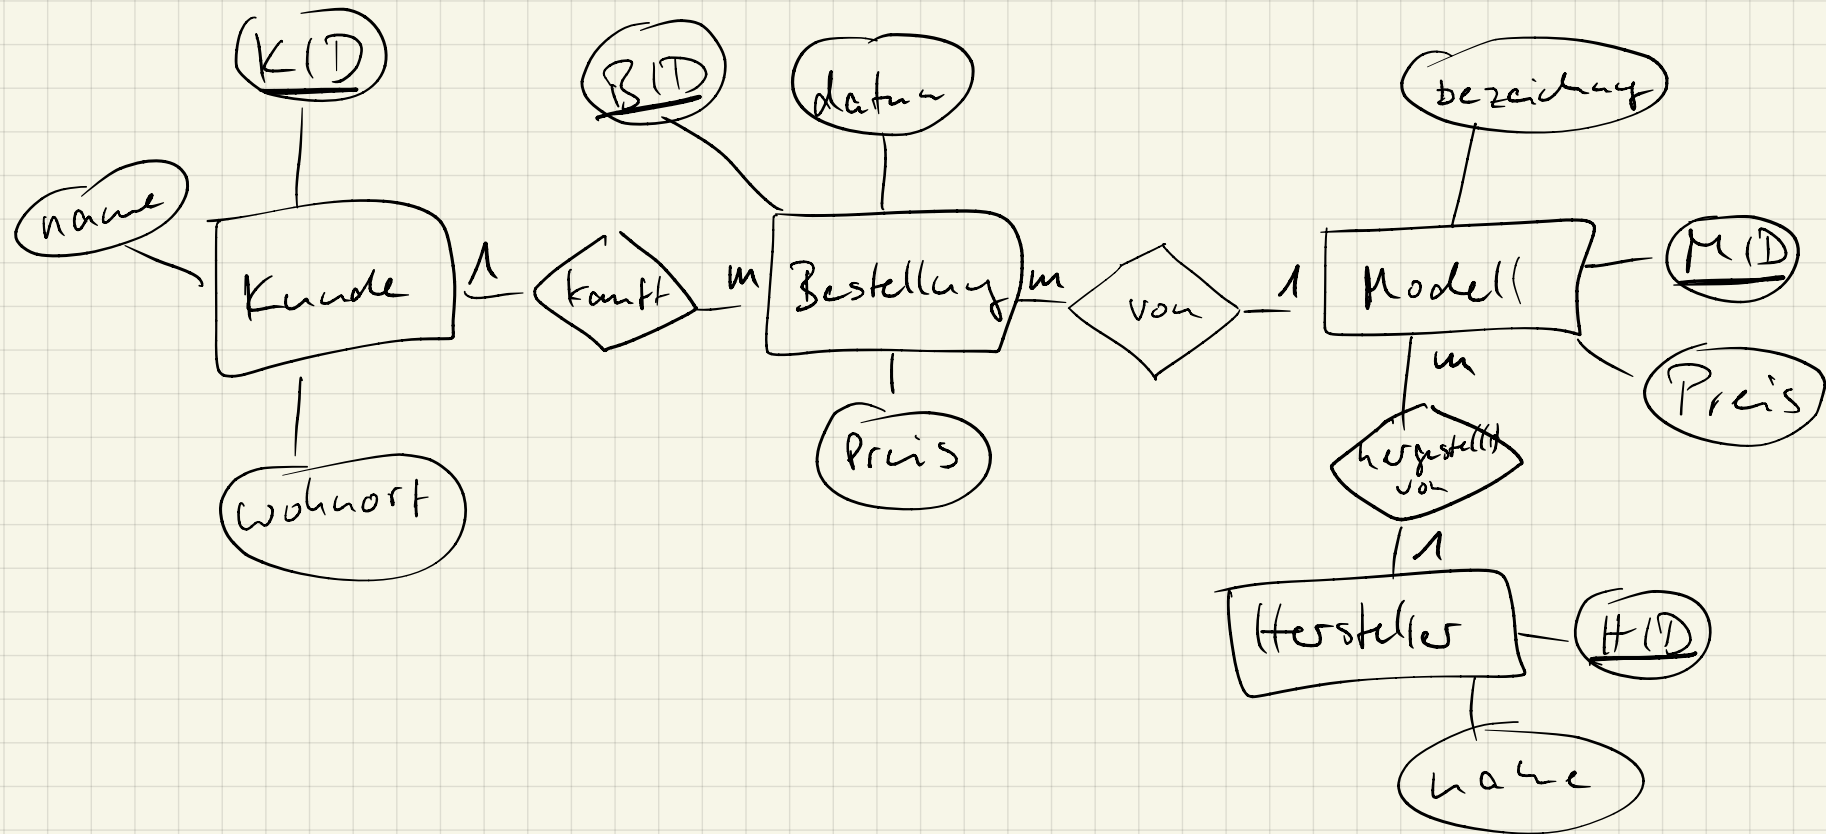 KID
BID
datum
bezeichnung
name
Kunde
1
kauft
m
Bestellung
m
von
1
Modell
MID
Preis
wohnort
Preis
m
hergestellt
von
1
Hersteller
HID
name